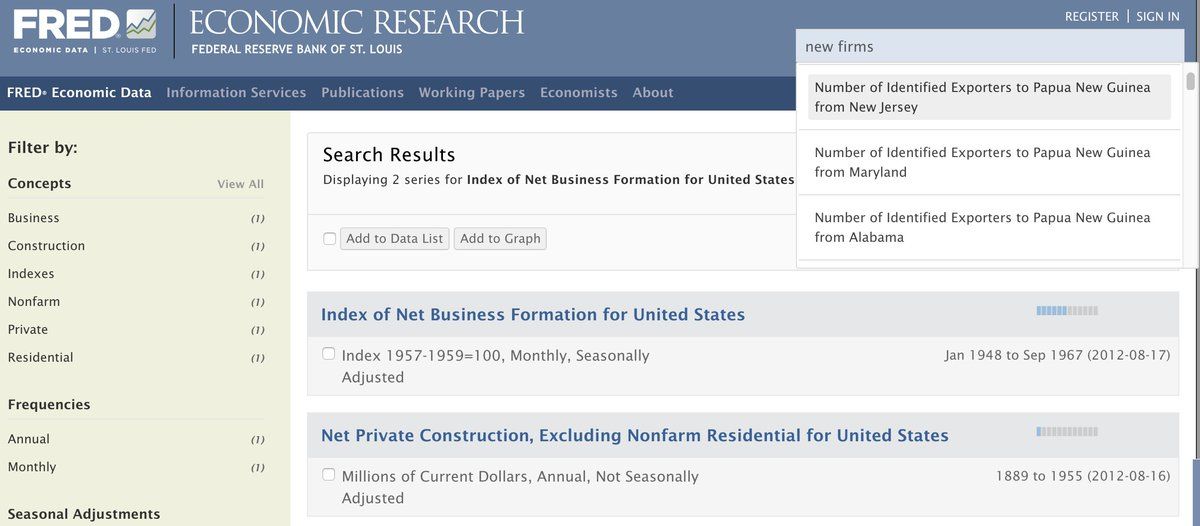 FRED
ECONOMIC DATA | ST. LOUIS FED
ECONOMIC RESEARCH
FEDERAL RESERVE BANK OF ST. LOUIS
REGISTER | SIGN IN
new firms
Number of Identified Exporters to Papua New Guinea
from New Jersey
Number of Identified Exporters to Papua New Guinea
from Maryland
Number of Identified Exporters to Papua New Guinea
from Alabama
FRED® Economic Data Information Services Publications Working Papers Economists About
Filter by:
Concepts View All
Business (1)
Construction (1)
Indexes (1)
Nonfarm (1)
Private (1)
Residential (1)
Frequencies
Annual (1)
Monthly (1)
Seasonal Adjustments
Search Results
Displaying 2 series for Index of Net Business Formation for United States
Add to Data List Add to Graph
Index of Net Business Formation for United States
Index 1957-1959=100, Monthly, Seasonally Jan 1948 to Sep 1967 (2012-08-17)
Adjusted
Net Private Construction, Excluding Nonfarm Residential for United States
Millions of Current Dollars, Annual, Not Seasonally 1889 to 1955 (2012-08-16)
Adjusted